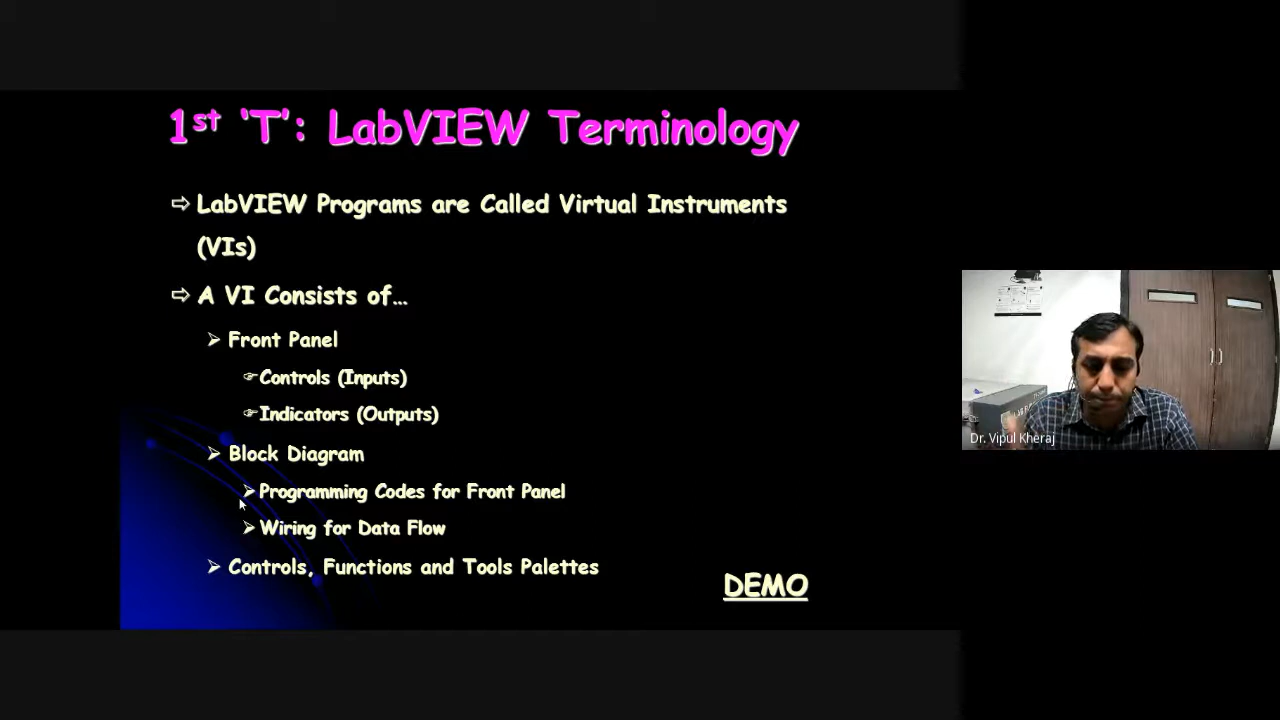 1st 'T': LabVIEW Terminology
⇨ LabVIEW Programs are Called Virtual Instruments
(VIs)
⇨ A VI Consists of...
➢ Front Panel
☞Controls (Inputs)
☞Indicators (Outputs)
➢ Block Diagram
➢Programming Codes for Front Panel
➢Wiring for Data Flow
➢ Controls, Functions and Tools Palettes
DEMO
Dr. Vipul Kheraj